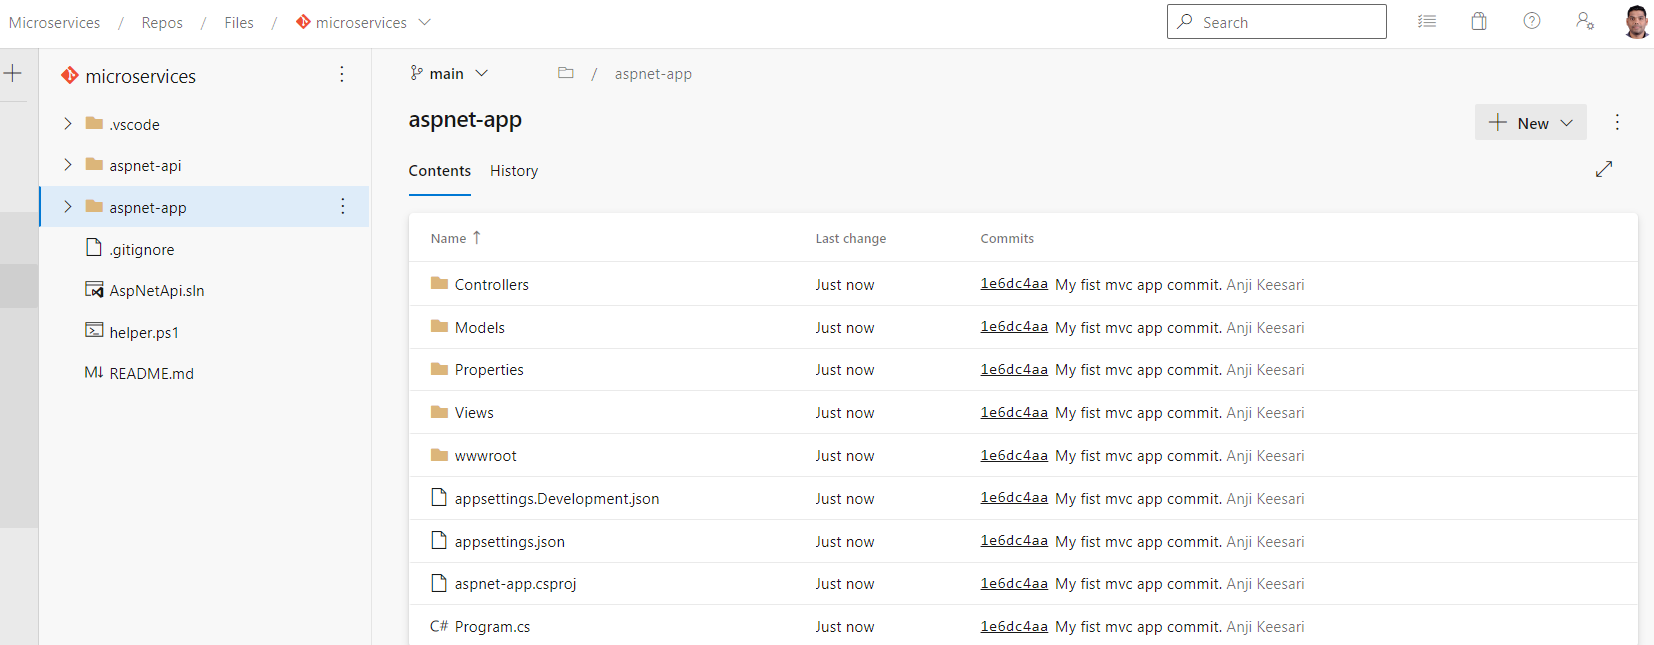 Microservices / Repos / Files / microservices
Search
microservices
.vscode
aspnet-api
aspnet-app
.gitignore
AspNetApi.sln
helper.ps1
M↓ README.md
main / aspnet-app
aspnet-app
New
Contents History
Name ↑ Last change Commits
Controllers Just now 1e6dc4aa My fist mvc app commit. Anji Keesari
Models Just now 1e6dc4aa My fist mvc app commit. Anji Keesari
Properties Just now 1e6dc4aa My fist mvc app commit. Anji Keesari
Views Just now 1e6dc4aa My fist mvc app commit. Anji Keesari
wwwroot Just now 1e6dc4aa My fist mvc app commit. Anji Keesari
appsettings.Development.json Just now 1e6dc4aa My fist mvc app commit. Anji Keesari
appsettings.json Just now 1e6dc4aa My fist mvc app commit. Anji Keesari
aspnet-app.csproj Just now 1e6dc4aa My fist mvc app commit. Anji Keesari
C# Program.cs Just now 1e6dc4aa My fist mvc app commit. Anji Keesari